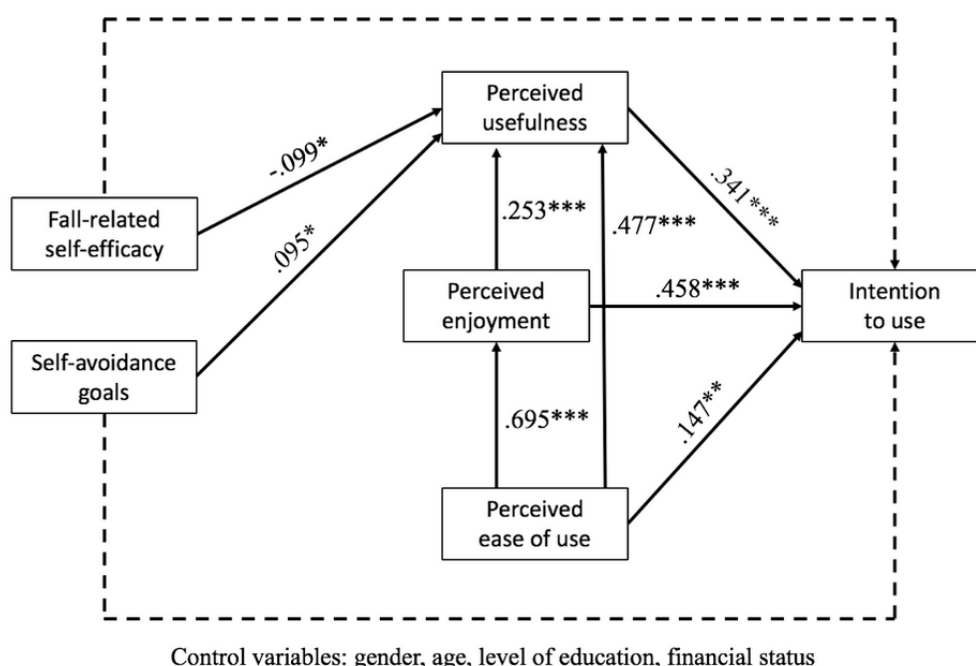 Perceived
usefulness
-.099*
.341***
Fall-related
self-efficacy
.253***
.477***
.095*
Perceived
enjoyment
.458***
Intention
to use
Self-avoidance
goals
.695***
.147**
Perceived
ease of use
Control variables: gender, age, level of education, financial status